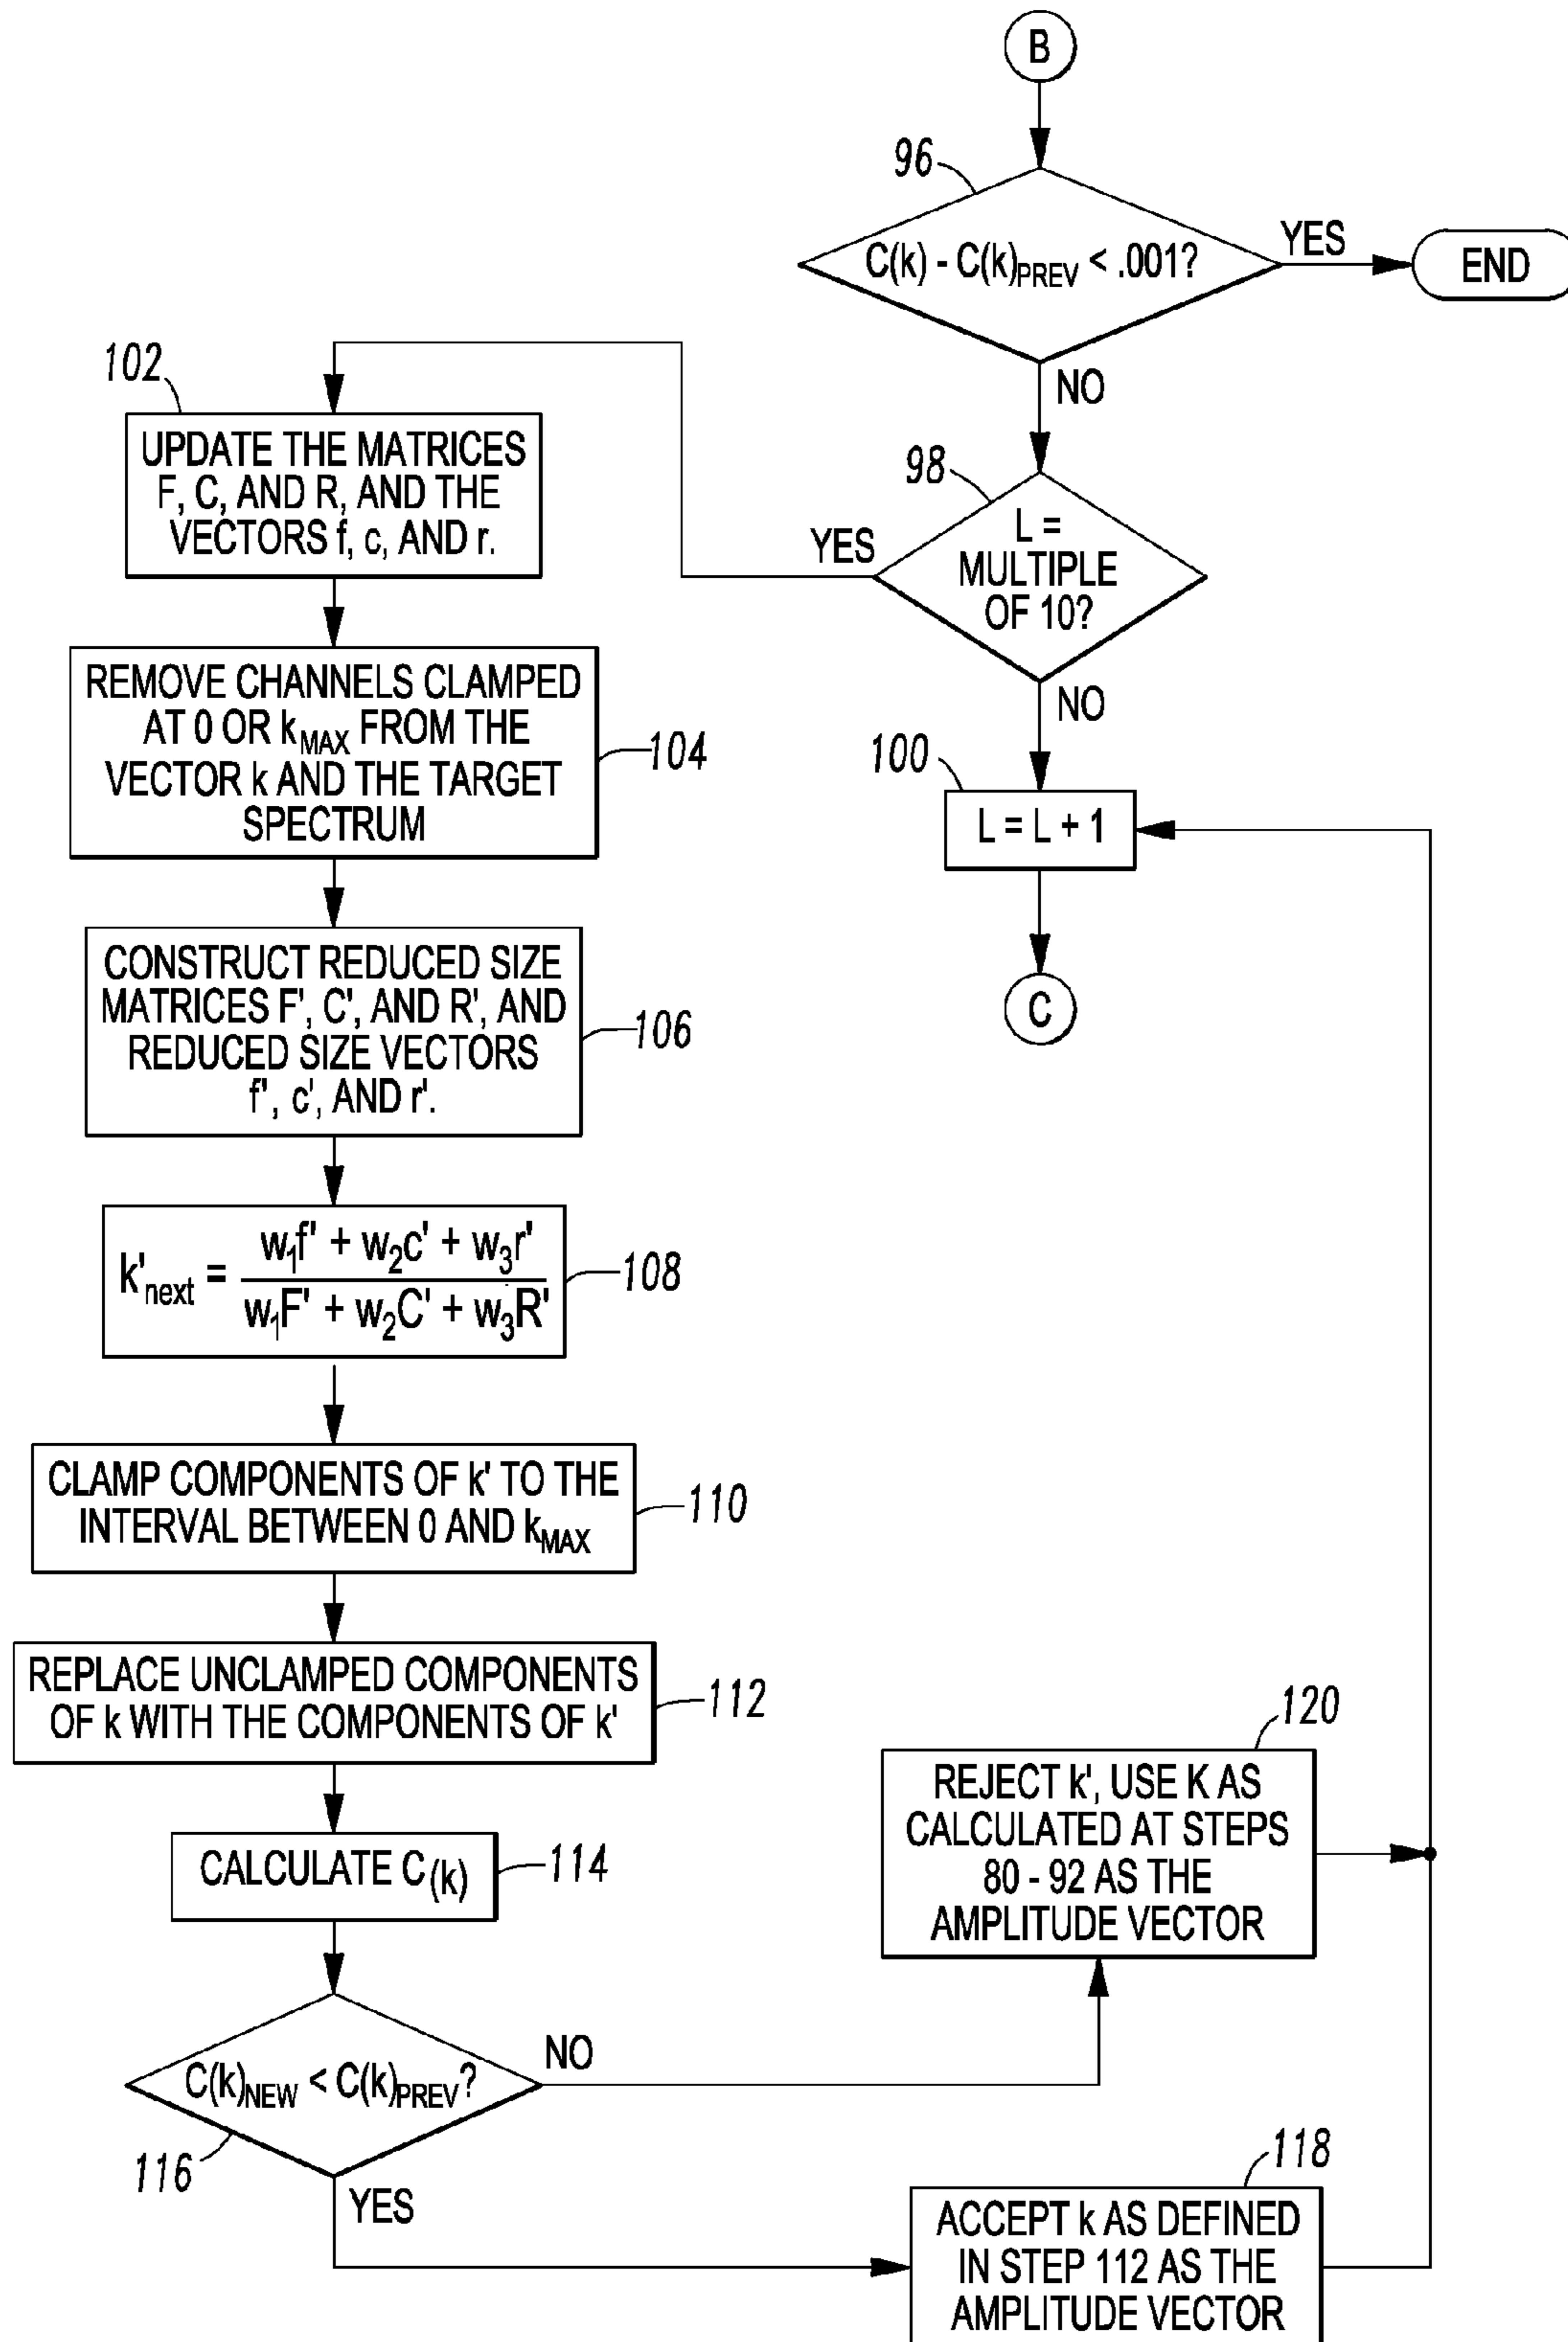 B
96
C(k) - C(k)PREV < .001?
YES
END
NO
102
UPDATE THE MATRICES
F, C, AND R, AND THE
VECTORS f, c, AND r.
98
L =
MULTIPLE
OF 10?
YES
NO
REMOVE CHANNELS CLAMPED
AT 0 OR kMAX FROM THE
VECTOR k AND THE TARGET
SPECTRUM
104
100
L = L + 1
C
CONSTRUCT REDUCED SIZE
MATRICES F', C', AND R', AND
REDUCED SIZE VECTORS
f', c', AND r'.
106
w1f' + w2c' + w3r'
k'next =
w1F' + w2C' + w3R'
108
CLAMP COMPONENTS OF k' TO THE
INTERVAL BETWEEN 0 AND kMAX
110
REPLACE UNCLAMPED COMPONENTS
OF k WITH THE COMPONENTS OF k'
112
CALCULATE C(k)
114
C(k)NEW < C(k)PREV?
116
NO
YES
120
REJECT k', USE K AS
CALCULATED AT STEPS
80 - 92 AS THE
AMPLITUDE VECTOR
118
ACCEPT k AS DEFINED
IN STEP 112 AS THE
AMPLITUDE VECTOR